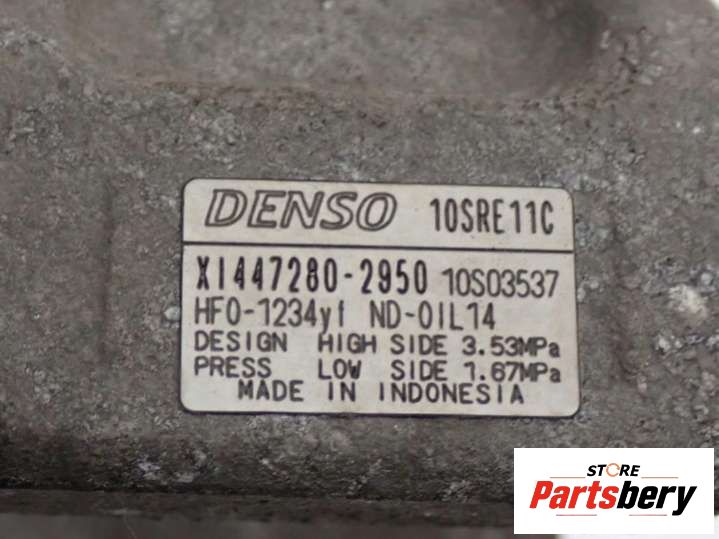 DENSO 10SRE11C
XI447280-2950 10S03537
HFO-1234yf ND-OIL14
DESIGN HIGH SIDE 3.53MPa
PRESS LOW SIDE 1.67MPa
MADE IN INDONESIA
STORE
Partsbery